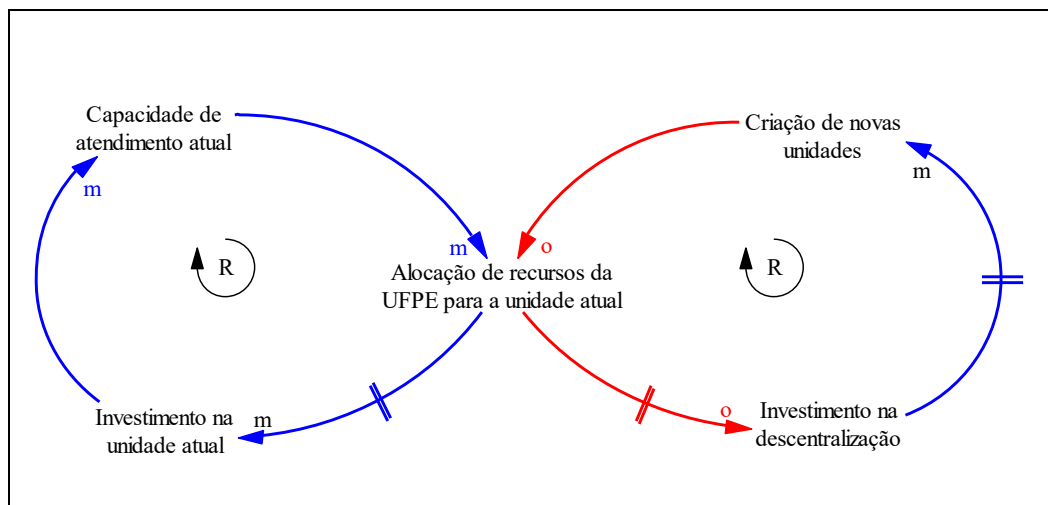 Capacidade de
atendimento atual
m
R
Investimento na
unidade atual
m
m
o
Alocação de recursos da
UFPE para a unidade atual
Criação de novas
unidades
m
R
o
Investimento na
descentralização